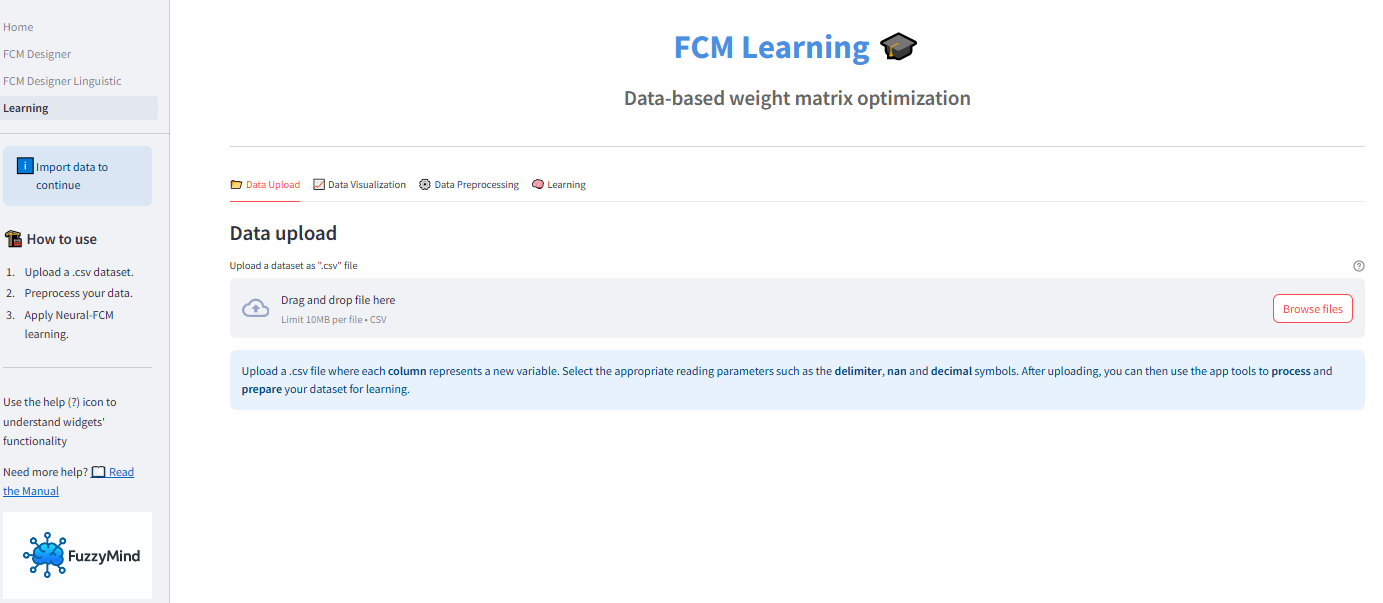 Home
FCM Designer
FCM Designer Linguistic
Learning
Import data to
continue
How to use
1. Upload a .csv dataset.
2. Preprocess your data.
3. Apply Neural-FCM
learning.
Use the help (?) icon to
understand widgets'
functionality
Need more help? Read
the Manual
FuzzyMind
FCM Learning
Data-based weight matrix optimization
Data Upload Data Visualization Data Preprocessing Learning
Data upload
Upload a dataset as ".csv" file
Drag and drop file here
Limit 10MB per file • CSV
Browse files
Upload a .csv file where each column represents a new variable. Select the appropriate reading parameters such as the delimiter, nan and decimal symbols. After uploading, you can then use the app tools to process and
prepare your dataset for learning.